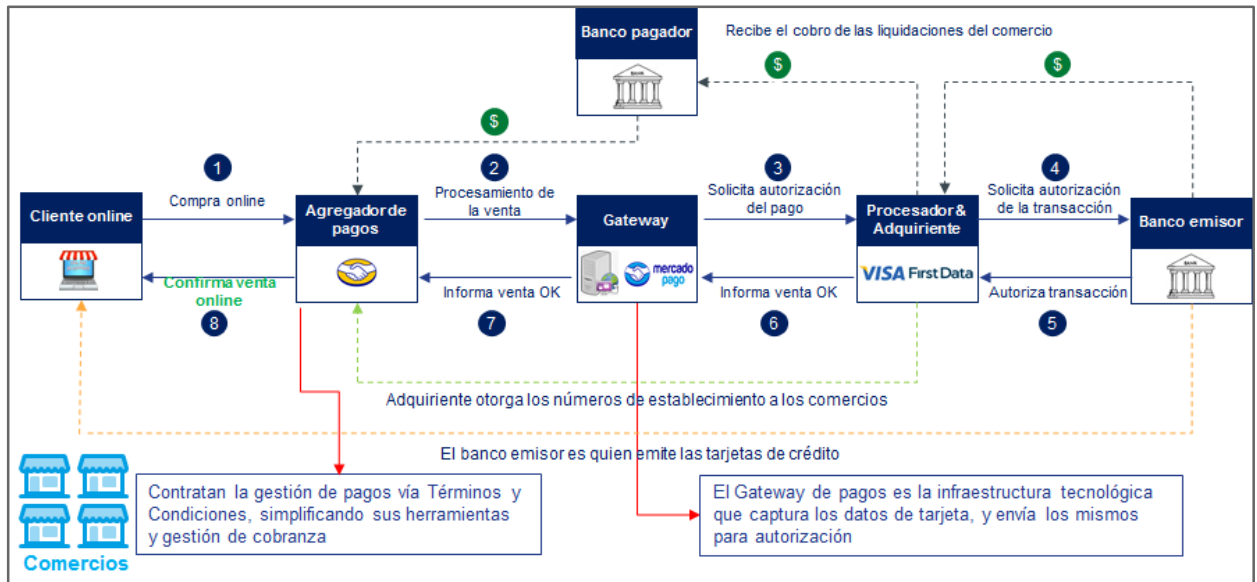 Banco pagador
Recibe el cobro de las liquidaciones del comercio
BANK
$
$
$
1
Compra online
2
Procesamiento de
la venta
3
Solicita autorización
del pago
4
Solicita autorización
de la transacción
Cliente online
Agregador de
pagos
Gateway
Procesador &
Adquiriente
Banco emisor
mercado
pago
VISA First Data
BANK
Confirma venta
online
8
Informa venta OK
7
Informa venta OK
6
Autoriza transacción
5
Adquiriente otorga los números de establecimiento a los comercios
El banco emisor es quien emite las tarjetas de crédito
Contratan la gestión de pagos vía Términos y
Condiciones, simplificando sus herramientas
y gestión de cobranza
El Gateway de pagos es la infraestructura tecnológica
que captura los datos de tarjeta, y envía los mismos
para autorización
Comercios